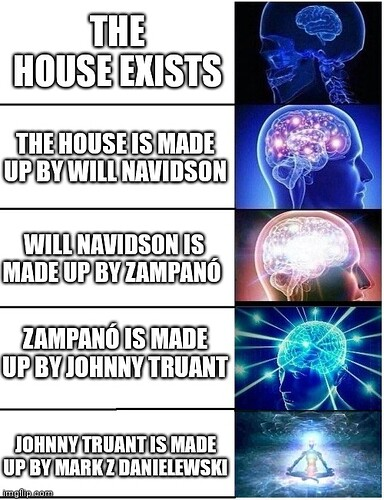 THE
HOUSE EXISTS
THE HOUSE IS MADE
UP BY WILL NAVIDSON
WILL NAVIDSON IS
MADE UP BY ZAMPANÓ
ZAMPANÓ IS MADE
UP BY JOHNNY TRUANT
JOHNNY TRUANT IS MADE
UP BY MARK Z DANIELEWSKI
imgflip.com